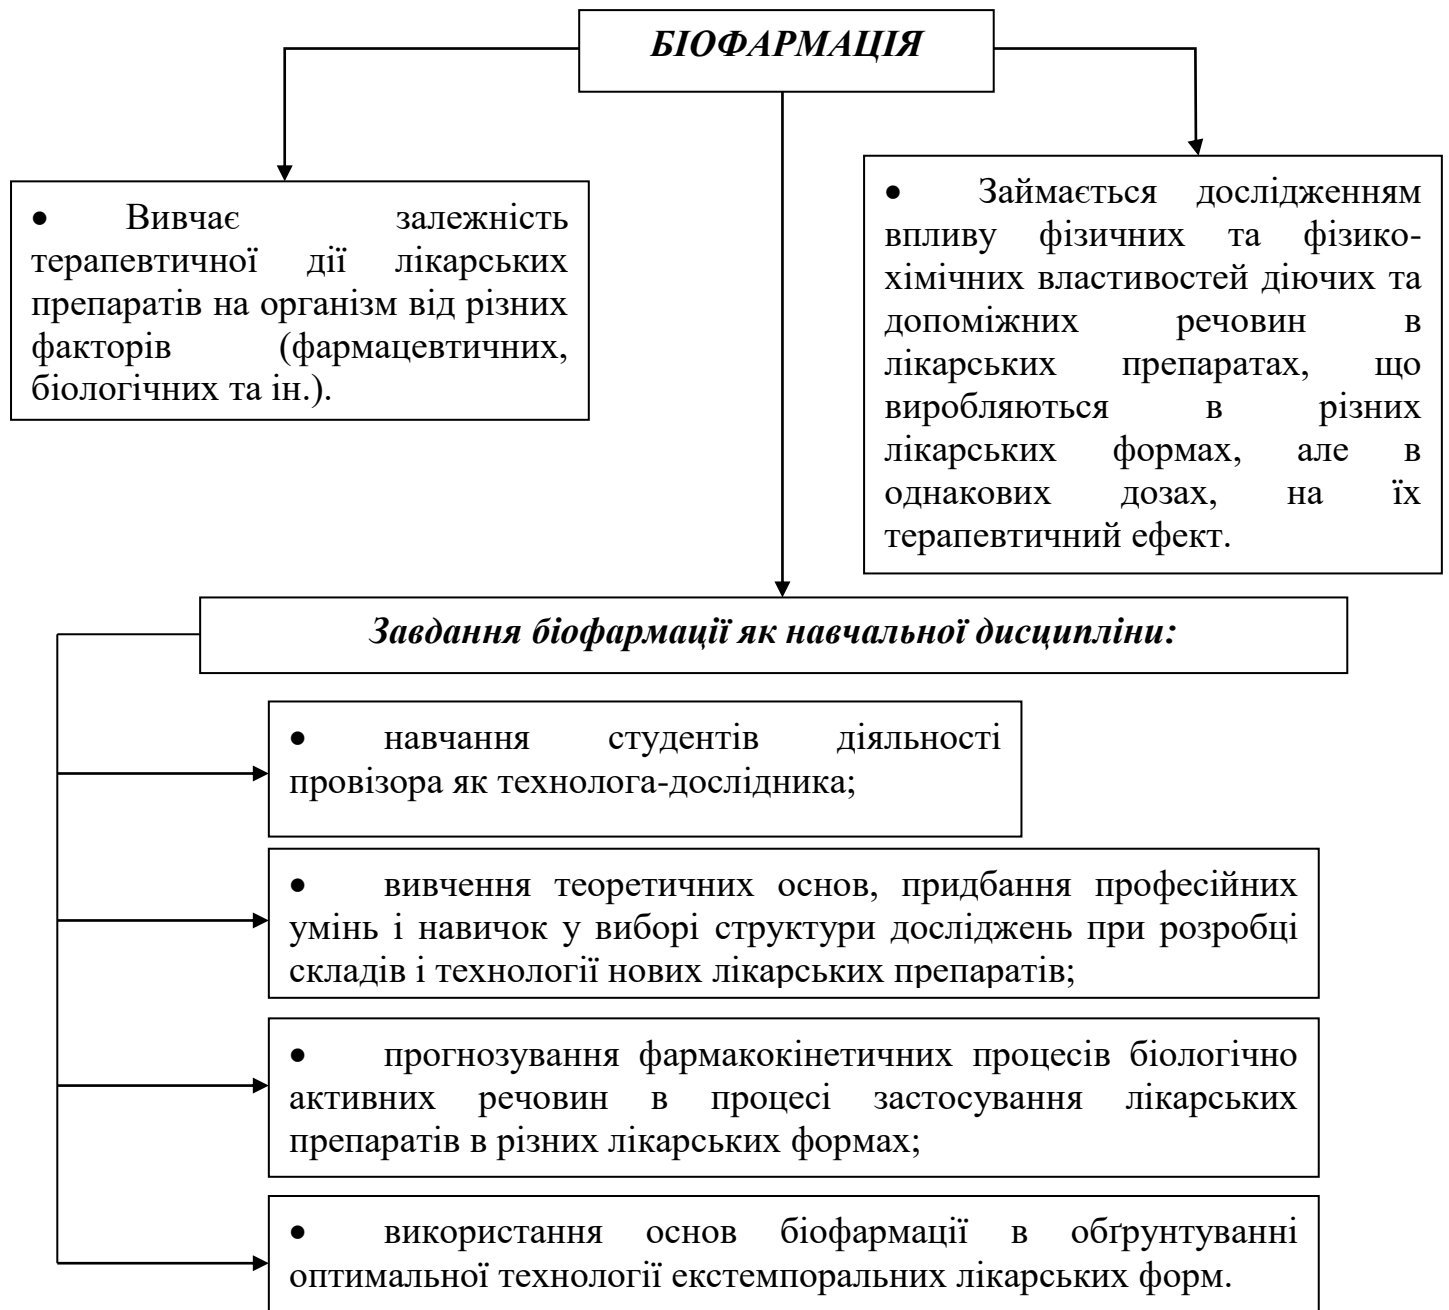 БІОФАРМАЦІЯ
• Вивчає залежність
терапевтичної дії лікарських
препаратів на організм від різних
факторів (фармацевтичних,
біологічних та ін.).
• Займається дослідженням
впливу фізичних та фізико-
хімічних властивостей діючих та
допоміжних речовин в
лікарських препаратах, що
виробляються в різних
лікарських формах, але в
однакових дозах, на їх
терапевтичний ефект.
Завдання біофармації як навчальної дисципліни:
• навчання студентів діяльності
провізора як технолога-дослідника;
• вивчення теоретичних основ, придбання професійних
умінь і навичок у виборі структури досліджень при розробці
складів і технології нових лікарських препаратів;
• прогнозування фармакокінетичних процесів біологічно
активних речовин в процесі застосування лікарських
препаратів в різних лікарських формах;
• використання основ біофармації в обґрунтуванні
оптимальної технології екстемпоральних лікарських форм.